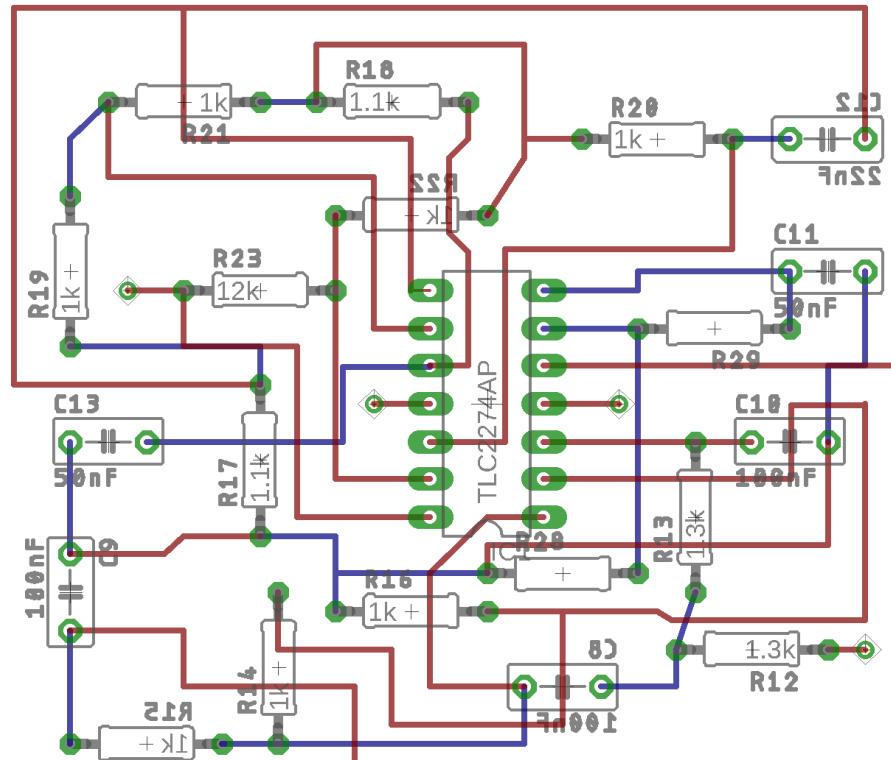 R18
1.1k
1k
R21
R20
1k
C12
22nF
R22
1k
C11
50nF
R23
12k
R19
1k
R29
TLC2274AP
C13
50nF
C10
100nF
R17
1.1k
R13
1.3k
C9
100nF
R28
R16
1k
R14
1k
C8
100nF
1.3k
R12
R15
1k